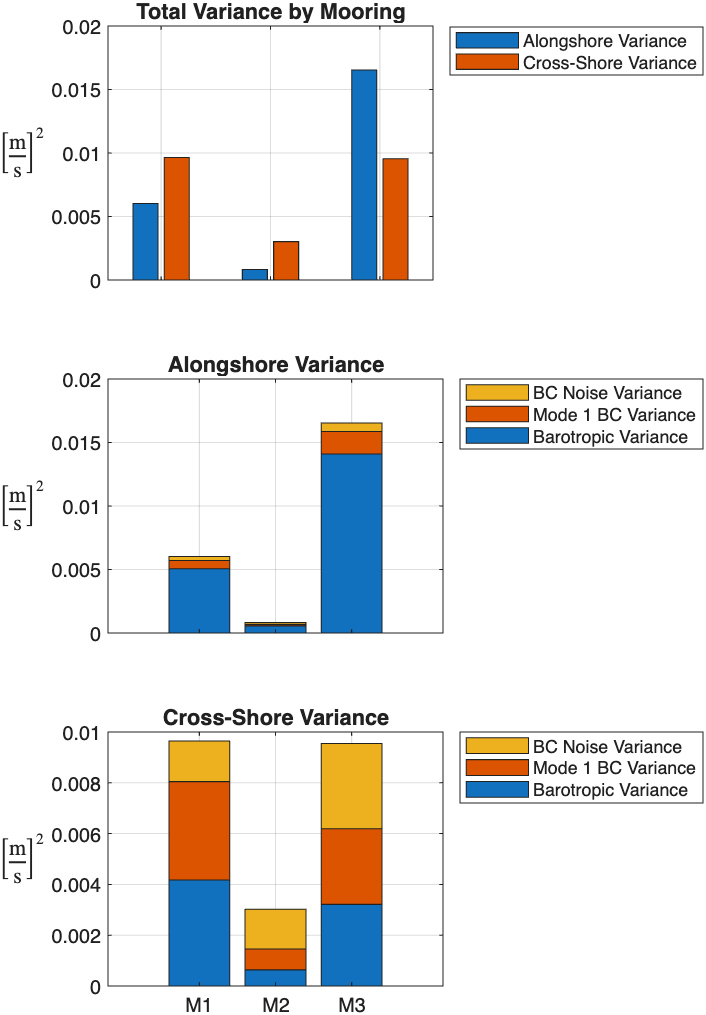 Total Variance by Mooring
0.02
0.015
0.01
0.005
0
[m/s]²
Alongshore Variance
Cross-Shore Variance
Alongshore Variance
0.02
0.015
0.01
0.005
0
[m/s]²
BC Noise Variance
Mode 1 BC Variance
Barotropic Variance
Cross-Shore Variance
0.01
0.008
0.006
0.004
0.002
0
[m/s]²
M1 M2 M3
BC Noise Variance
Mode 1 BC Variance
Barotropic Variance